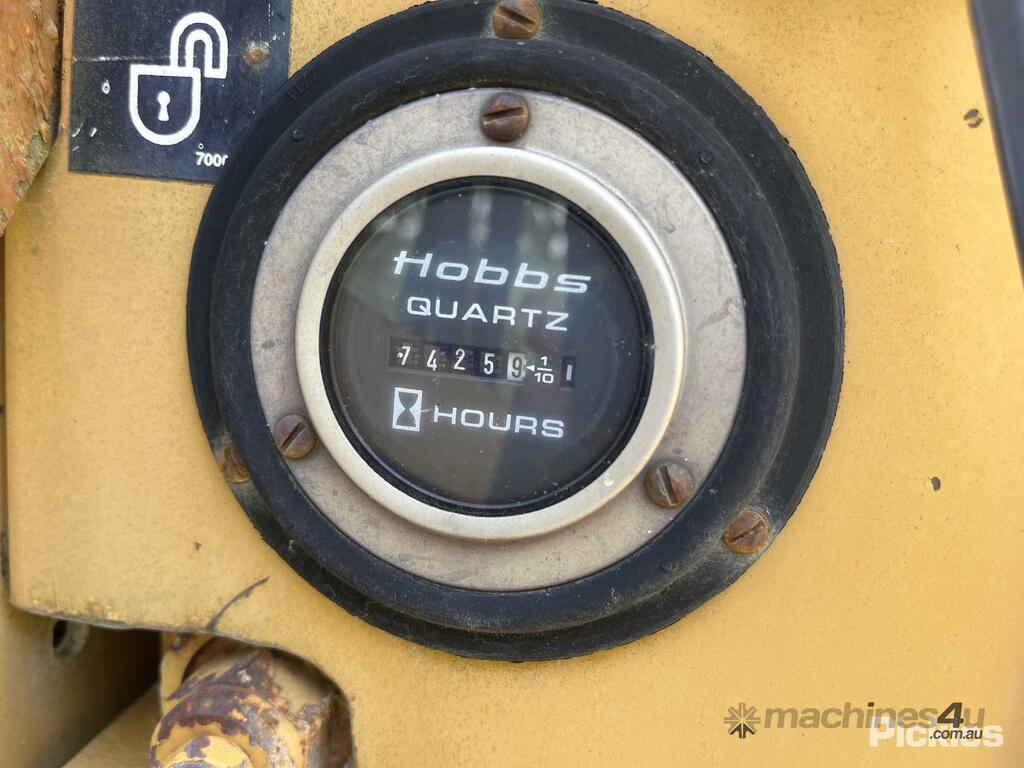 7000
Hobbs
QUARTZ
74259 1/10
HOURS
machines4u
.com.au
Pickles